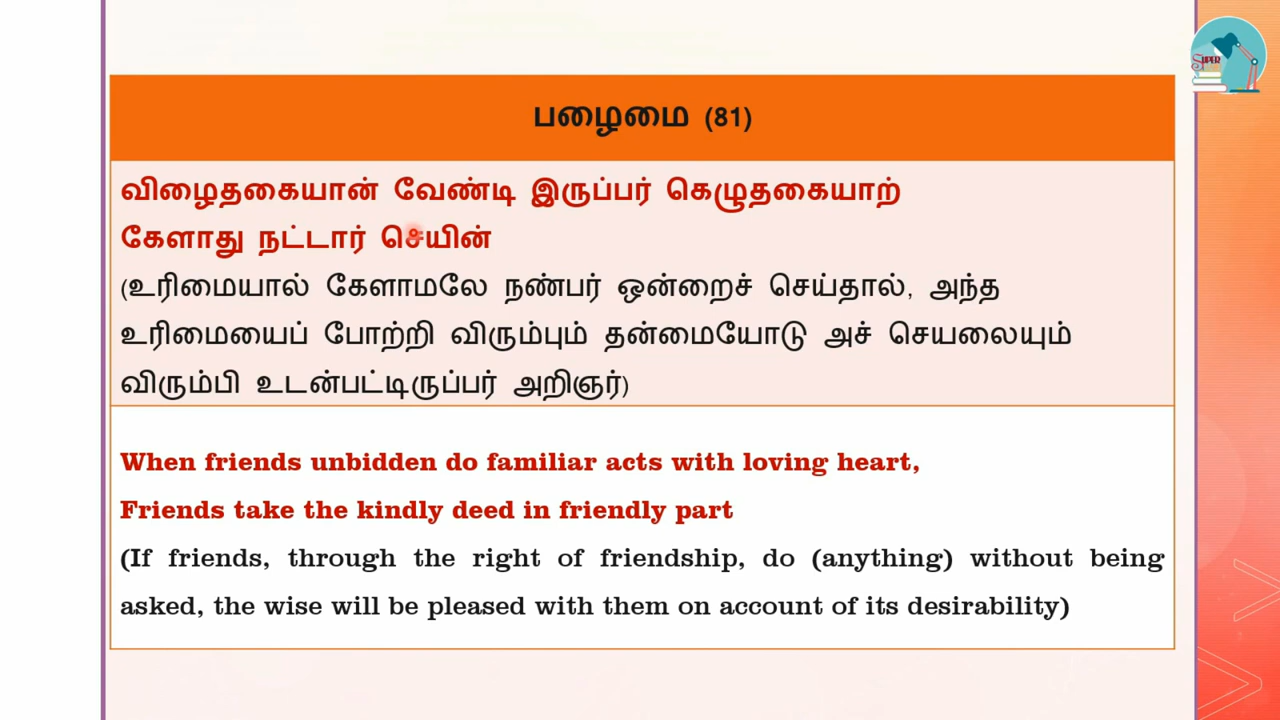 SUPER
பழைமை (81)
விழைதகையான் வேண்டி இருப்பர் கெழுதகையாற்
கேளாது நட்டார் செயின்
(உரிமையால் கேளாமலே நண்பர் ஒன்றைச் செய்தால், அந்த
உரிமையைப் போற்றி விரும்பும் தன்மையோடு அச் செயலையும்
விரும்பி உடன்பட்டிருப்பர் அறிஞர்)
When friends unbidden do familiar acts with loving heart,
Friends take the kindly deed in friendly part
(If friends, through the right of friendship, do (anything) without being
asked, the wise will be pleased with them on account of its desirability)